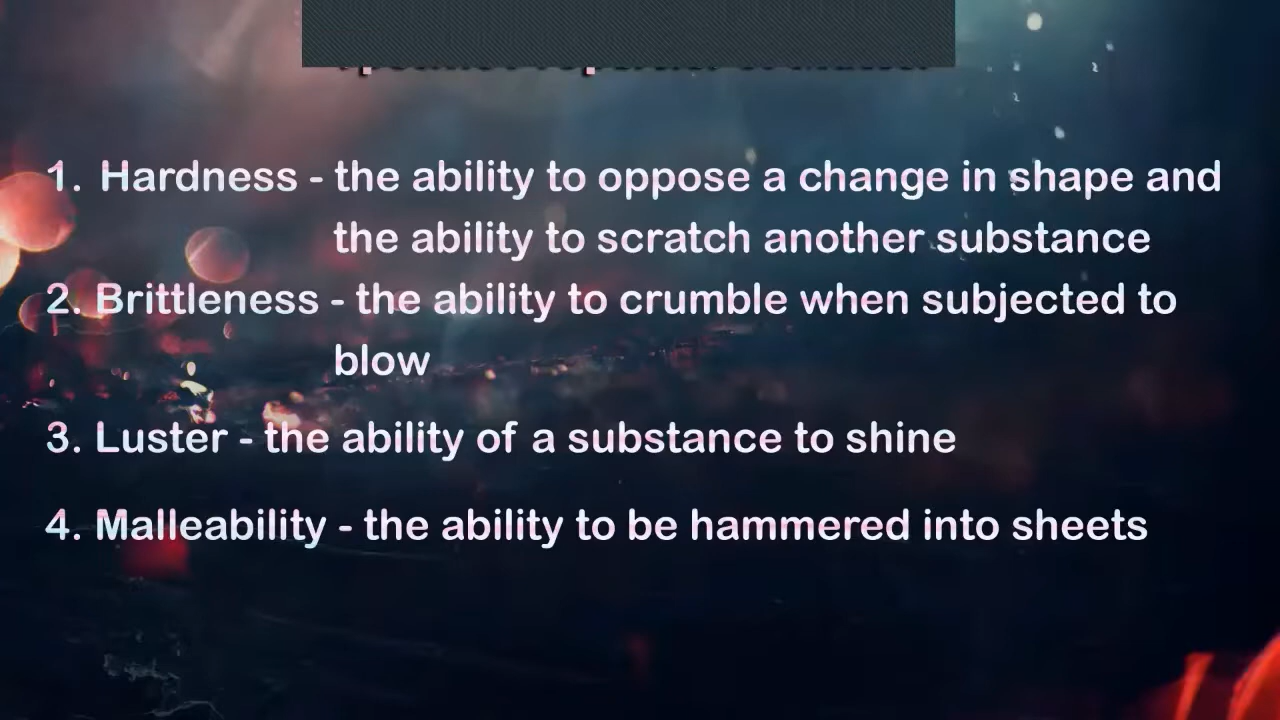 1. Hardness - the ability to oppose a change in shape and
the ability to scratch another substance
2. Brittleness - the ability to crumble when subjected to
blow
3. Luster - the ability of a substance to shine
4. Malleability - the ability to be hammered into sheets